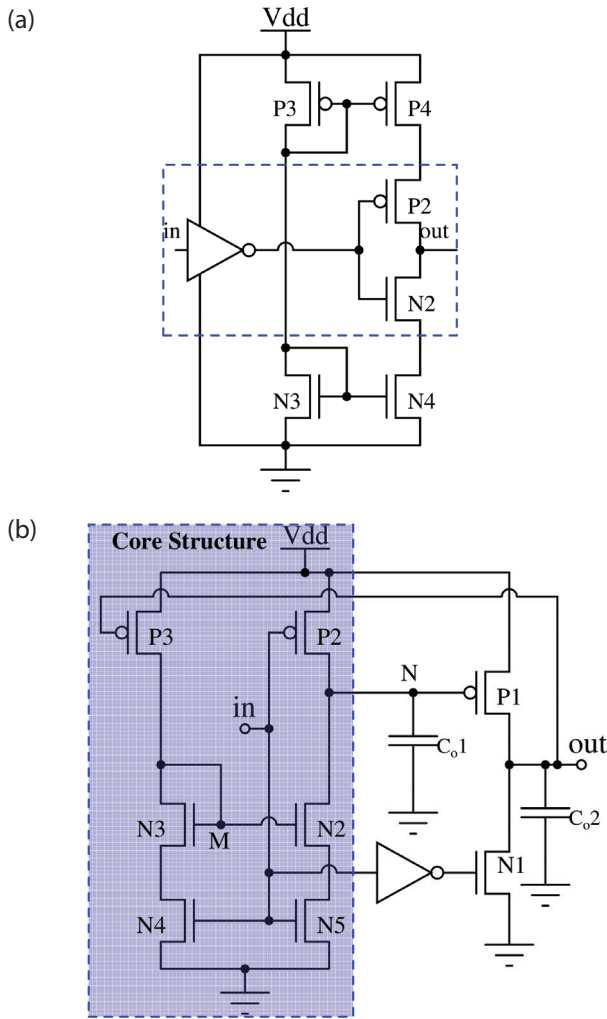 (a)
Vdd
P3
P4
P2
in
out
N2
N3
N4
(b)
Core Structure
Vdd
P3
P2
N
P1
in
Co1
out
Co2
N3
M
N2
N1
N4
N5